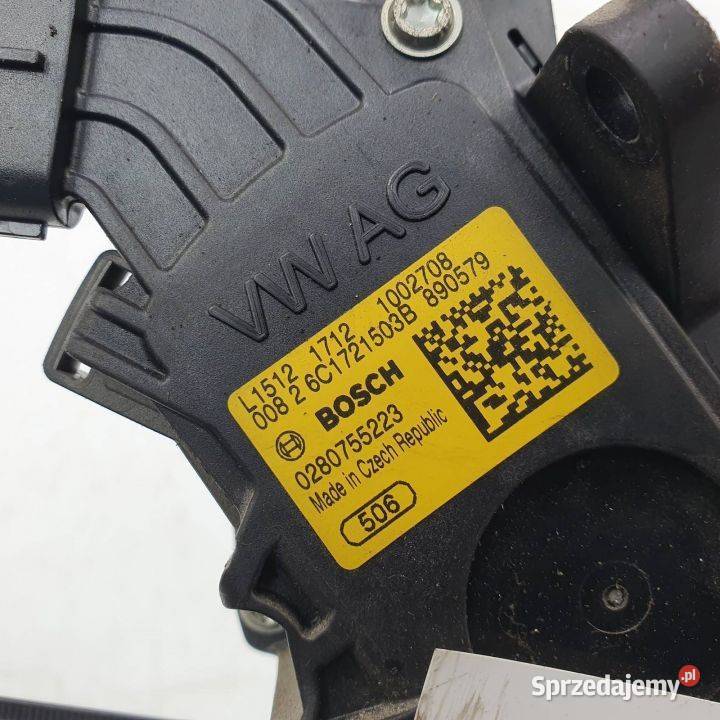 VW AG
L1512 1712 1002708
008 2 6C1721503B 890579
BOSCH
0280755223
Made in Czech Republic
506
Sprzedajemy.pl